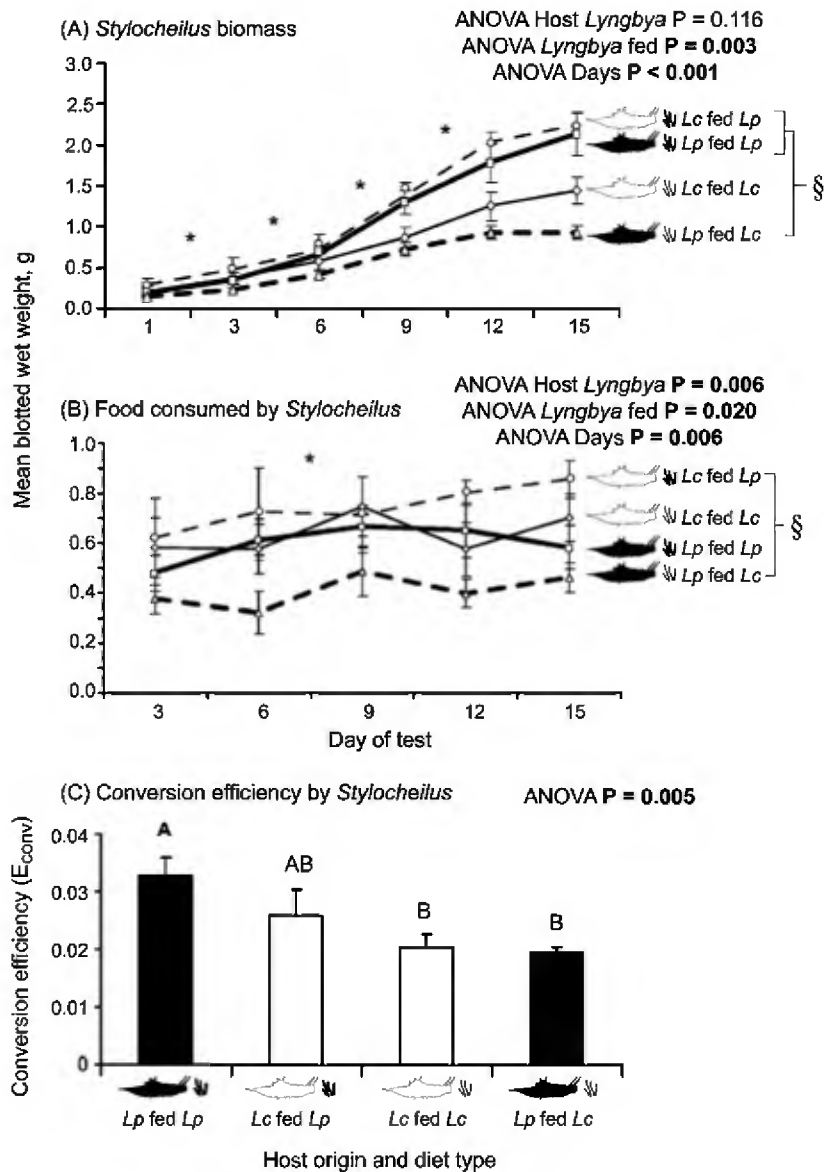 (A) Stylocheilus biomass
ANOVA Host Lyngbya P = 0.116
ANOVA Lyngbya fed P = 0.003
ANOVA Days P < 0.001
3.0
2.5
2.0
1.5
1.0
0.5
0.0
* * * *
Lc fed Lp
Lp fed Lp
Lc fed Lc
Lp fed Lc
§
1 3 6 9 12 15
Mean blotted wet weight, g
(B) Food consumed by Stylocheilus
ANOVA Host Lyngbya P = 0.006
ANOVA Lyngbya fed P = 0.020
ANOVA Days P = 0.006
1.0
0.8
0.6
0.4
0.2
0.0
*
Lc fed Lp
Lc fed Lc
Lp fed Lp
Lp fed Lc
§
3 6 9 12 15
Day of test
(C) Conversion efficiency by Stylocheilus
ANOVA P = 0.005
Conversion efficiency (Econv)
0.04
0.03
0.02
0.01
0
A AB B B
Lp fed Lp Lc fed Lp Lc fed Lc Lp fed Lc
Host origin and diet type